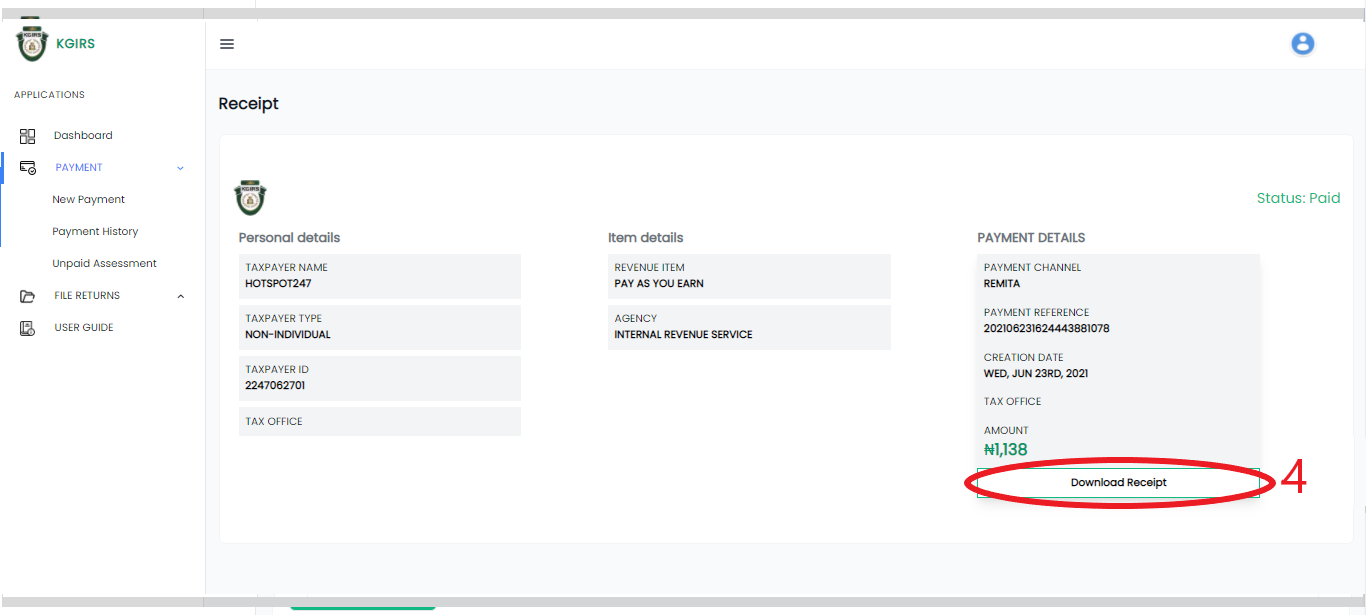 KGIRS
KGIRS
APPLICATIONS
Dashboard
PAYMENT
New Payment
Payment History
Unpaid Assessment
FILE RETURNS
USER GUIDE
Receipt
KGIRS
Status: Paid
Personal details
TAXPAYER NAME
HOTSPOT247
TAXPAYER TYPE
NON-INDIVIDUAL
TAXPAYER ID
2247062701
TAX OFFICE
Item details
REVENUE ITEM
PAY AS YOU EARN
AGENCY
INTERNAL REVENUE SERVICE
PAYMENT DETAILS
PAYMENT CHANNEL
REMITA
PAYMENT REFERENCE
202106231624443881078
CREATION DATE
WED, JUN 23RD, 2021
TAX OFFICE
AMOUNT
₦1,138
Download Receipt
4